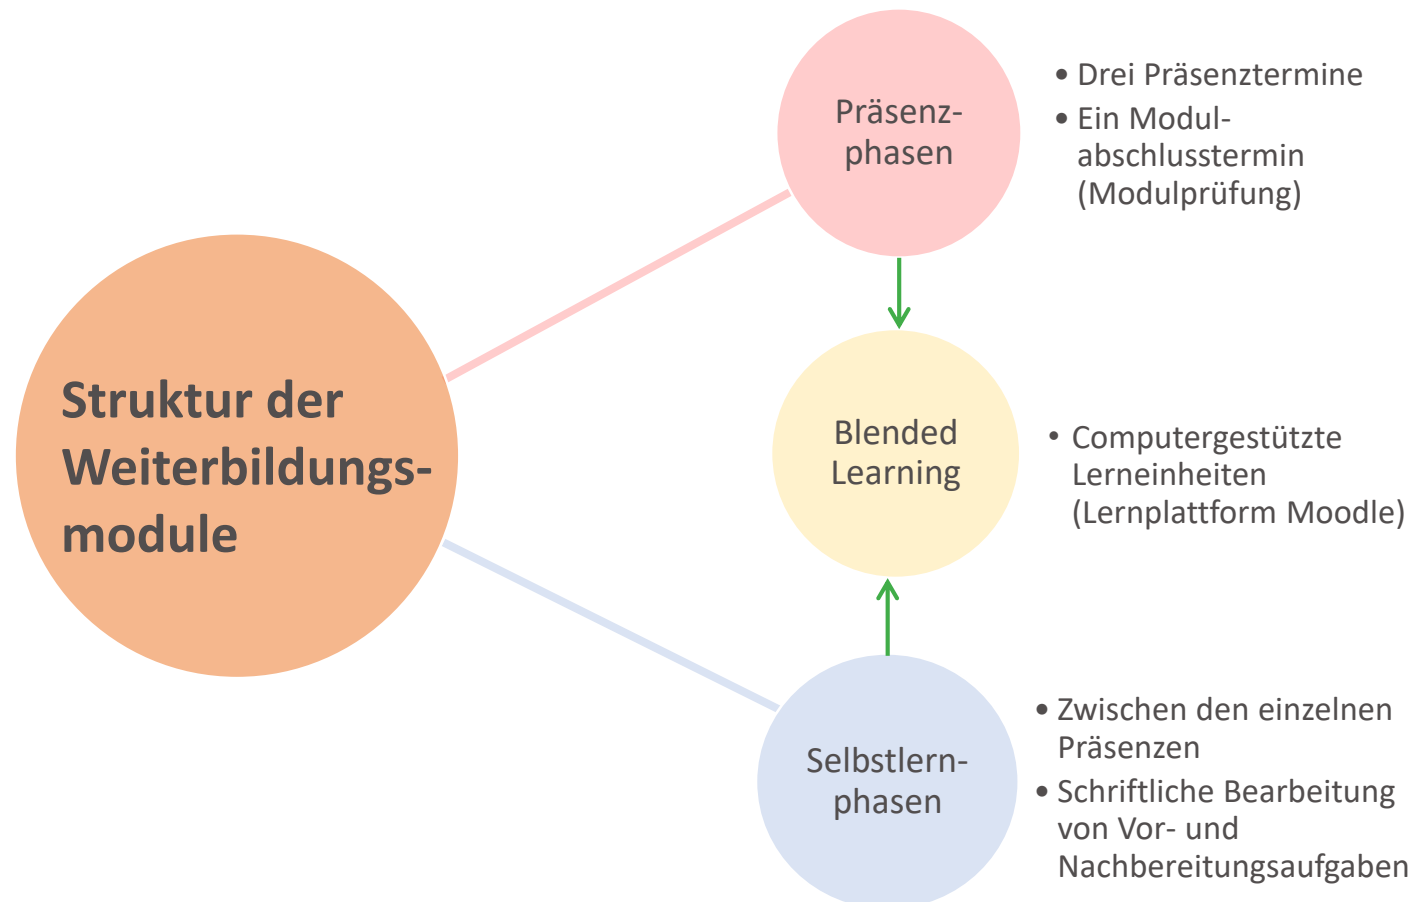 Struktur der
Weiterbildungs-
module
Präsenz-
phasen
• Drei Präsenztermine
• Ein Modul-
abschlusstermin
(Modulprüfung)
Blended
Learning
• Computergestützte
Lerneinheiten
(Lernplattform Moodle)
Selbstlern-
phasen
• Zwischen den einzelnen
Präsenzen
• Schriftliche Bearbeitung
von Vor- und
Nachbereitungsaufgaben